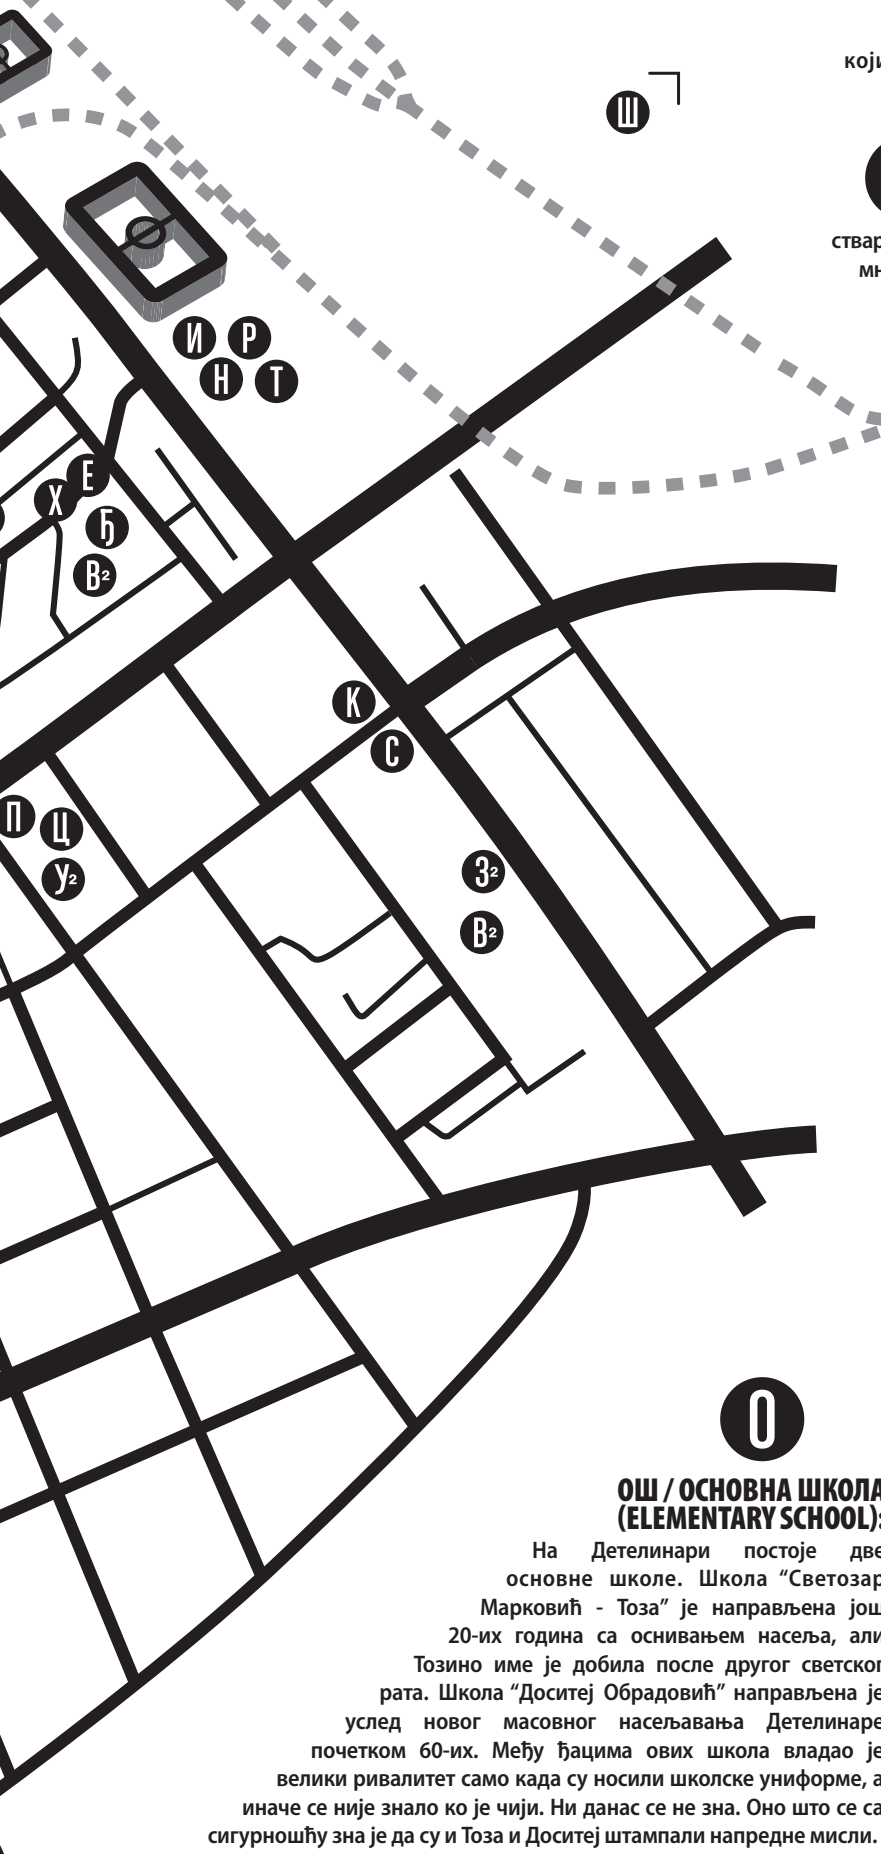 који
Ш
ствар
мн
И Р
Н Т
Е
Х
Ђ
В2
К
С
П Ц
У2
З2
В2
О
ОШ / ОСНОВНА ШКОЛА
(ELEMENTARY SCHOOL):
На Детелинари постоје две
основне школе. Школа “Светозар
Марковић - Тоза” је направљена још
20-их година са оснивањем насеља, али
Тозино име је добила после другог светског
рата. Школа “Доситеј Обрадовић” направљена је
услед новог масовног насељавања Детелинаре
почетком 60-их. Међу ђацима ових школа владао је
велики ривалитет само када су носили школске униформе, а
иначе се није знало ко је чији. Ни данас се не зна. Оно што се са
сигурношћу зна је да су и Тоза и Доситеј штампали напредне мисли.